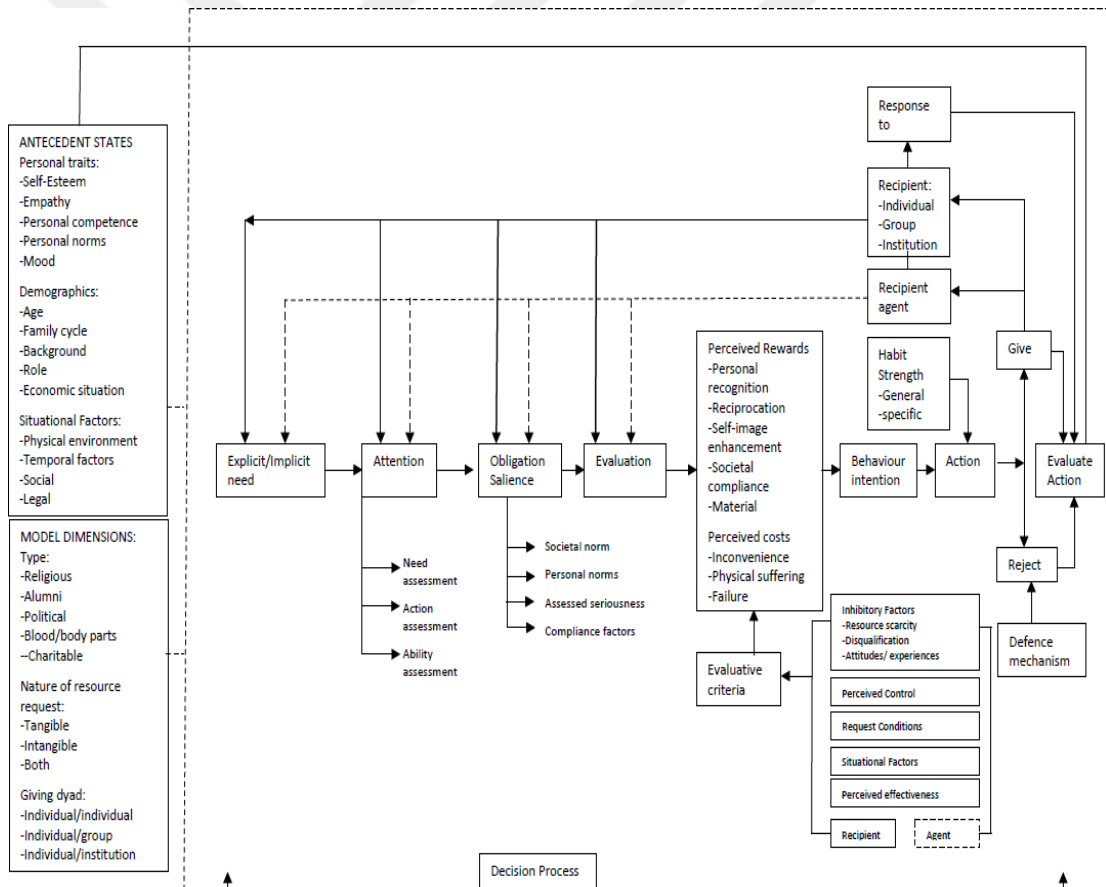 ANTECEDENT STATES
Personal traits:
-Self-Esteem
-Empathy
-Personal competence
-Personal norms
-Mood
Demographics:
-Age
-Family cycle
-Background
-Role
-Economic situation
Situational Factors:
-Physical environment
-Temporal factors
-Social
-Legal
MODEL DIMENSIONS:
Type:
-Religious
-Alumni
-Political
-Blood/body parts
--Charitable
Nature of resource
request:
-Tangible
-Intangible
-Both
Giving dyad:
-Individual/individual
-Individual/group
-Individual/institution
Response
to
Recipient:
-Individual
-Group
-Institution
Recipient
agent
Explicit/Implicit
need
Attention
Need
assessment
Action
assessment
Ability
assessment
Obligation
Salience
Societal norm
Personal norms
Assessed seriousness
Compliance factors
Evaluation
Perceived Rewards
-Personal
recognition
-Reciprocation
-Self-image
enhancement
-Societal
compliance
-Material
Perceived costs
-Inconvenience
-Physical suffering
-Failure
Evaluative
criteria
Habit
Strength
-General
-specific
Behaviour
intention
Action
Give
Evaluate
Action
Reject
Defence
mechanism
Inhibitory Factors
-Resource scarcity
-Disqualification
-Attitudes/ experiences
Perceived Control
Request Conditions
Situational Factors
Perceived effectiveness
Recipient
Agent
Decision Process